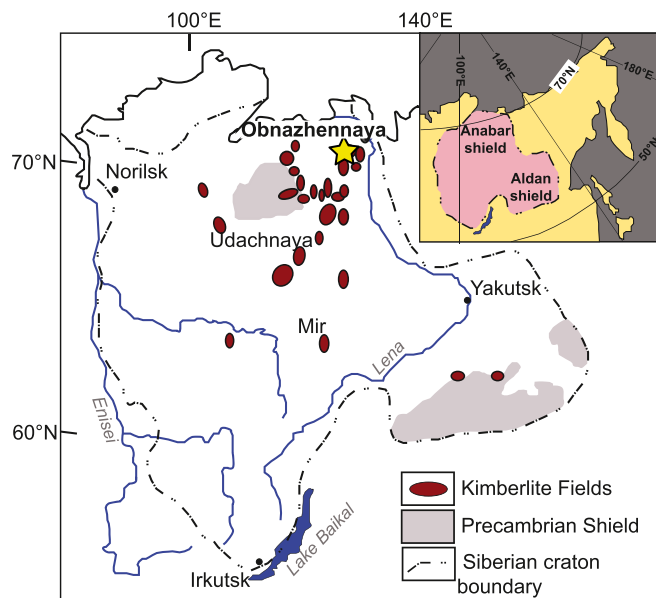 100°E
140°E
100°E
140°E
180°E
70°N
50°N
Anabar
shield
Aldan
shield
Obnazhennaya
70°N
Norilsk
Udachnaya
Yakutsk
Mir
Lena
Enisei
60°N
Lake Baikal
Irkutsk
Kimberlite Fields
Precambrian Shield
Siberian craton
boundary